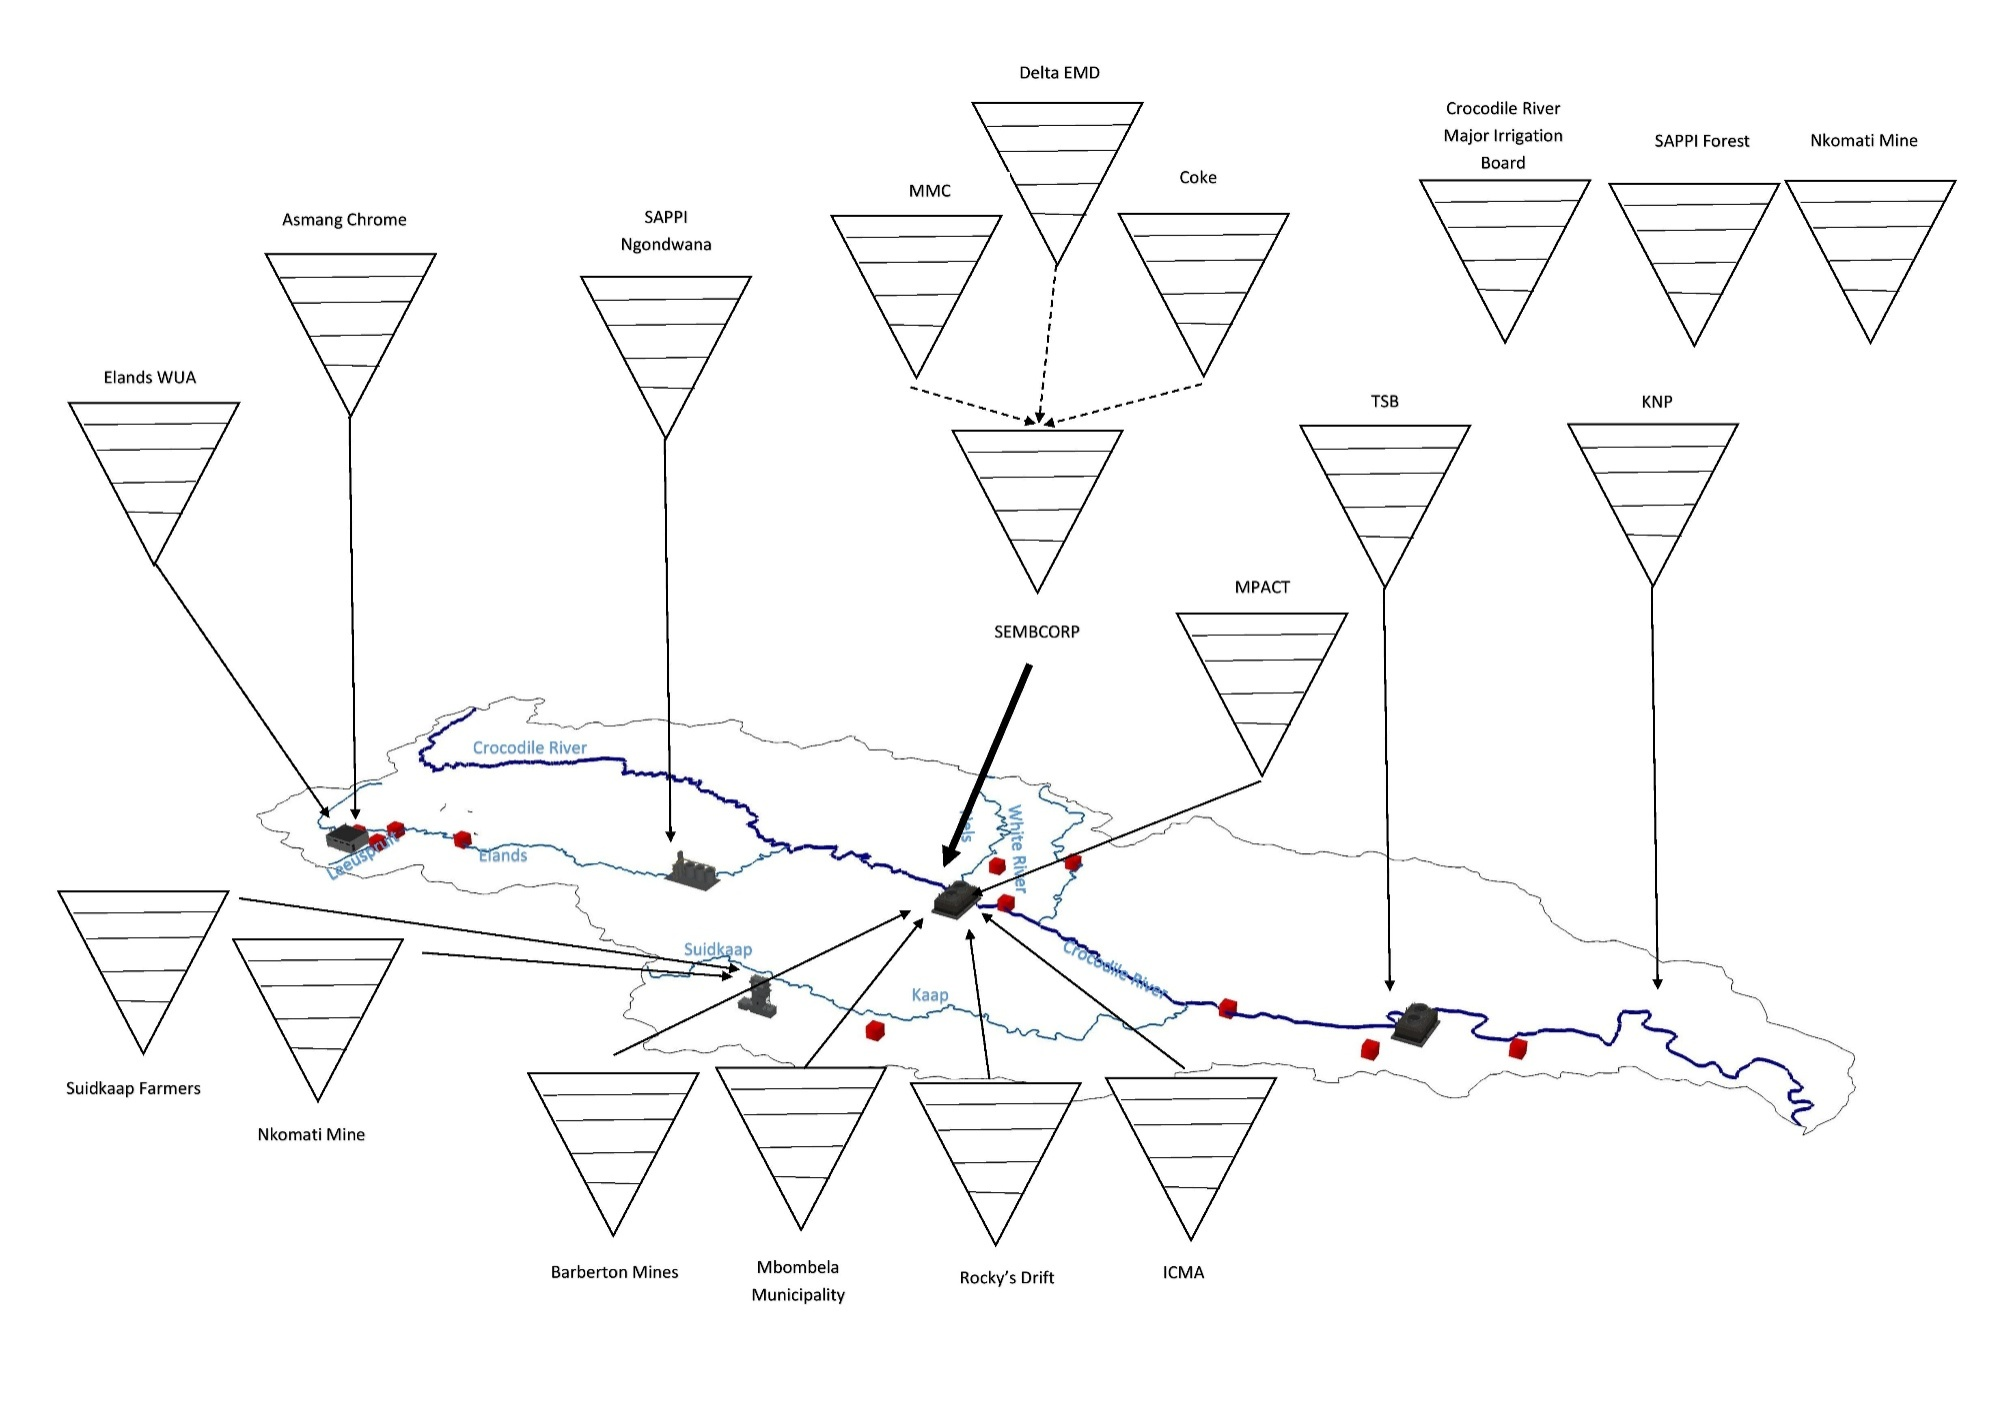 Delta EMD
Crocodile River
Major Irrigation
Board
SAPPI Forest
Nkomati Mine
MMC
Coke
Asmang Chrome
SAPPI
Ngondwana
Elands WUA
TSB
KNP
MPACT
SEMBCORP
Crocodile River
White River
Leeuspruit
Elands
Suidkaap
Kaap
Crocodile River
Suidkaap Farmers
Nkomati Mine
Barberton Mines
Mbombela
Municipality
Rocky's Drift
ICMA